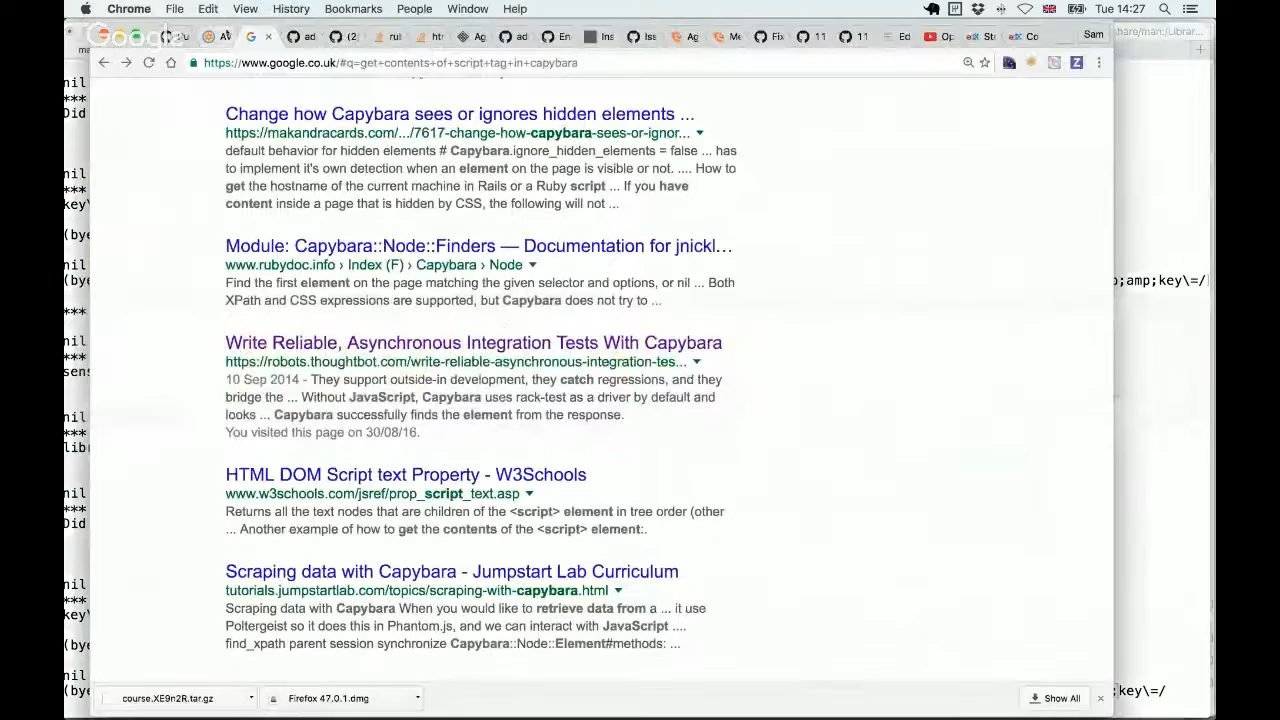 Chrome File Edit View History Bookmarks People Window Help Tue 14:27
Google
Sam
share/man:/Librar...
https://www.google.co.uk/#q=get+contents+of+script+tag+in+capybara
Change how Capybara sees or ignores hidden elements ...
https://makandracards.com/.../7617-change-how-capybara-sees-or-ignor...
default behavior for hidden elements # Capybara.ignore_hidden_elements = false ... has
to implement it's own detection when an element on the page is visible or not. .... How to
get the hostname of the current machine in Rails or a Ruby script ... If you have
content inside a page that is hidden by CSS, the following will not ...
Module: Capybara::Node::Finders — Documentation for jnickl...
www.rubydoc.info › Index (F) › Capybara › Node
Find the first element on the page matching the given selector and options, or nil ... Both
XPath and CSS expressions are supported, but Capybara does not try to ...
Write Reliable, Asynchronous Integration Tests With Capybara
https://robots.thoughtbot.com/write-reliable-asynchronous-integration-tes...
10 Sep 2014 - They support outside-in development, they catch regressions, and they
bridge the ... Without JavaScript, Capybara uses rack-test as a driver by default and
looks ... Capybara successfully finds the element from the response.
You visited this page on 30/08/16.
HTML DOM Script text Property - W3Schools
www.w3schools.com/jsref/prop_script_text.asp
Returns all the text nodes that are children of the <script> element in tree order (other
... Another example of how to get the contents of the <script> element:.
Scraping data with Capybara - Jumpstart Lab Curriculum
tutorials.jumpstartlab.com/topics/scraping-with-capybara.html
Scraping data with Capybara When you would like to retrieve data from a ... it use
Poltergeist so it does this in Phantom.js, and we can interact with JavaScript ....
find_xpath parent session synchronize Capybara::Node::Element#methods: ...
course.XE9n2R.tar.gz Firefox 47.0.1.dmg Show All